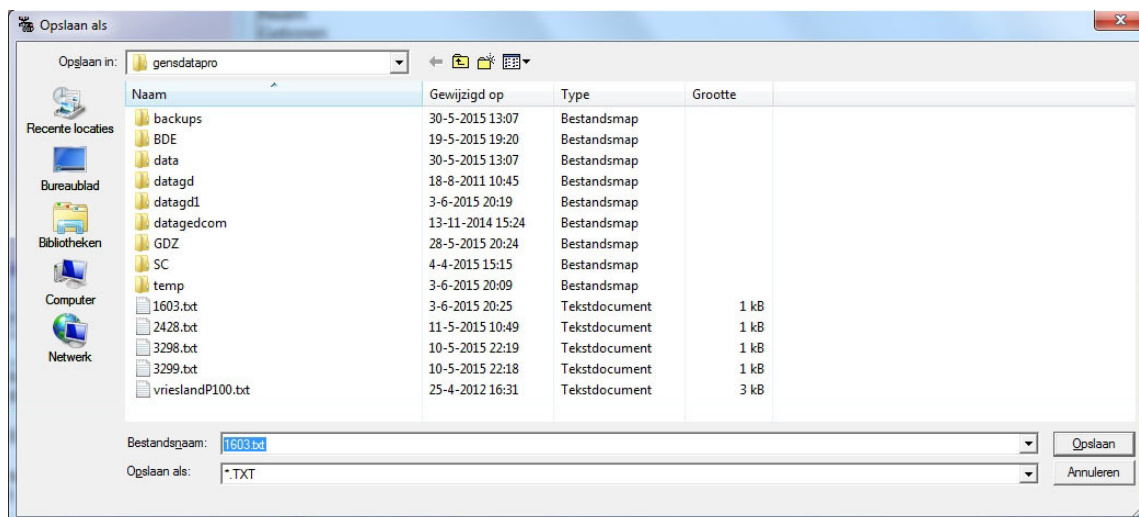 Opslaan als
Opslaan in: gensdatapro
Recente locaties
Bureaublad
Bibliotheken
Computer
Netwerk
Naam Gewijzigd op Type Grootte
backups 30-5-2015 13:07 Bestandsmap
BDE 19-5-2015 19:20 Bestandsmap
data 30-5-2015 13:07 Bestandsmap
datagd 18-8-2011 10:45 Bestandsmap
datagd1 3-6-2015 20:19 Bestandsmap
datagedcom 13-11-2014 15:24 Bestandsmap
GDZ 28-5-2015 20:24 Bestandsmap
SC 4-4-2015 15:15 Bestandsmap
temp 3-6-2015 20:09 Bestandsmap
1603.txt 3-6-2015 20:25 Tekstdocument 1 kB
2428.txt 11-5-2015 10:49 Tekstdocument 1 kB
3298.txt 10-5-2015 22:19 Tekstdocument 1 kB
3299.txt 10-5-2015 22:18 Tekstdocument 1 kB
vrieslandP100.txt 25-4-2012 16:31 Tekstdocument 3 kB
Bestandsnaam: 1603.txt Opslaan
Opslaan als: *.TXT Annuleren